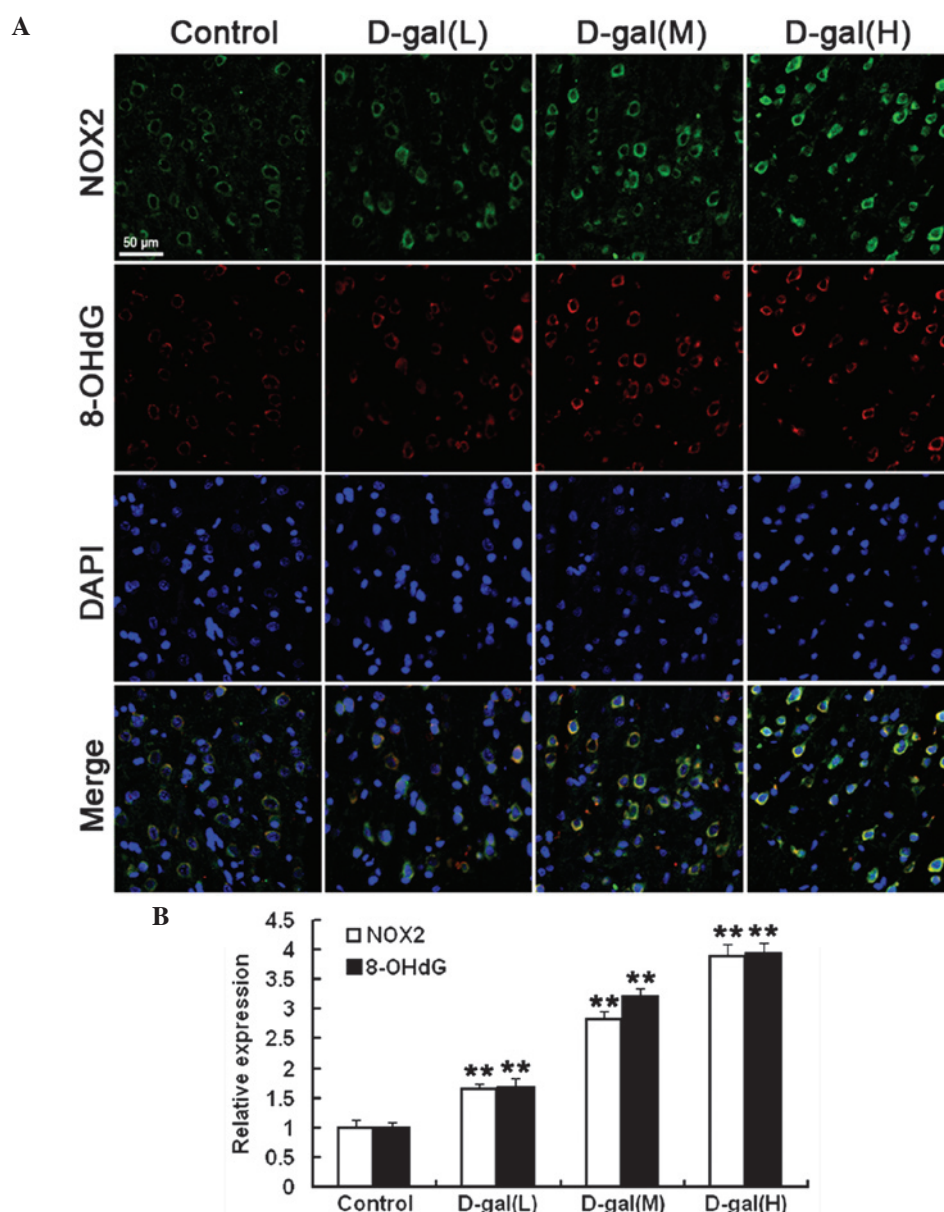 A
Control D-gal(L) D-gal(M) D-gal(H)
NOX2
50 µm
8-OHdG
DAPI
Merge
B
Relative expression
4.5
4
3.5
3
2.5
2
1.5
1
0.5
0
NOX2
8-OHdG
** **
** **
** **
Control D-gal(L) D-gal(M) D-gal(H)